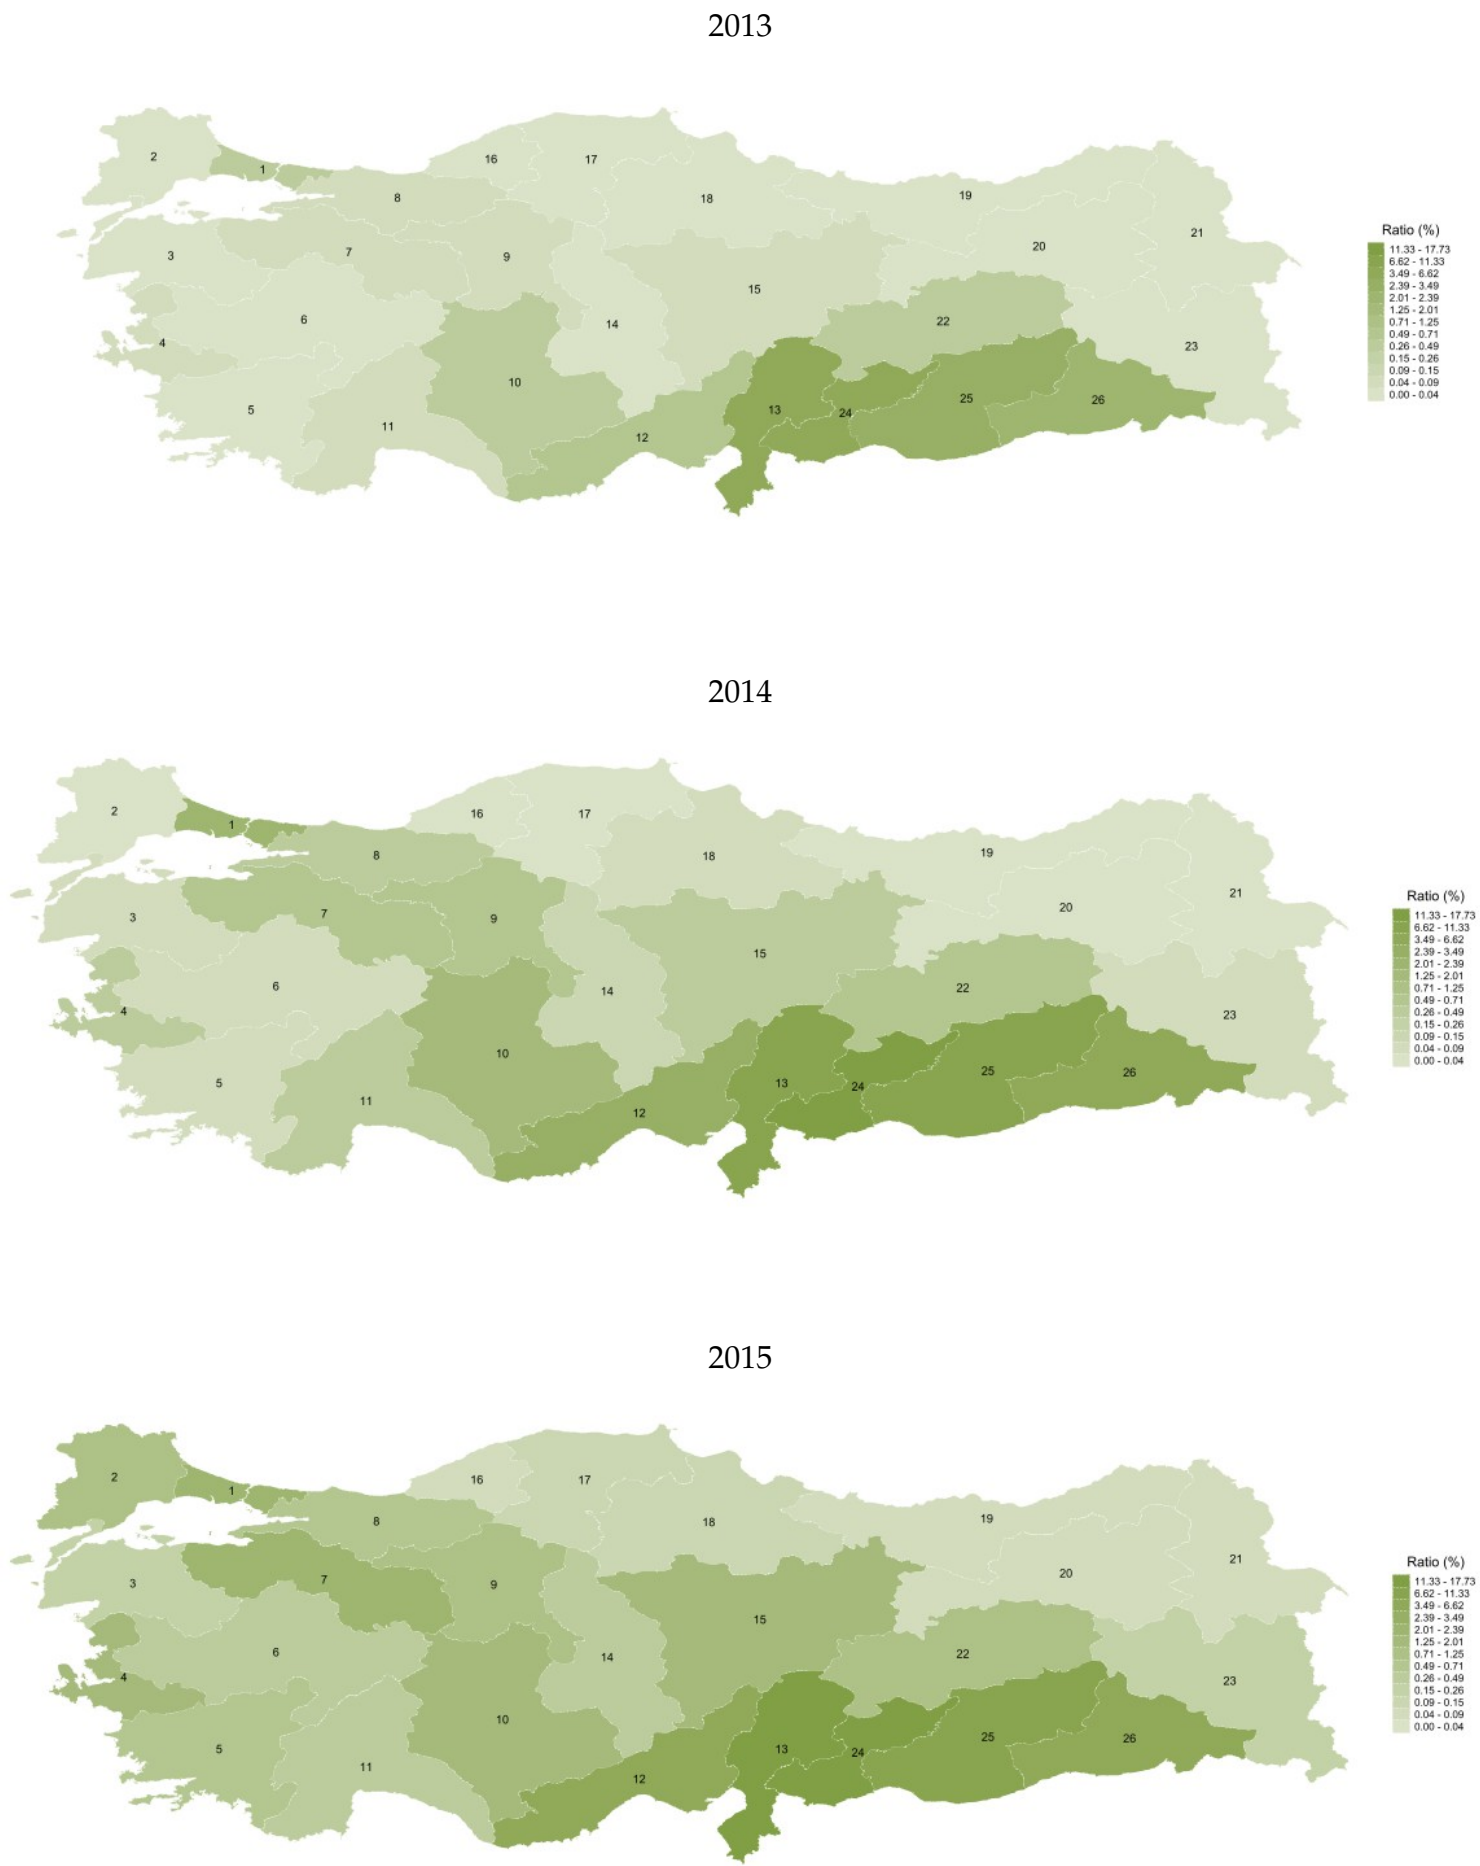 2013
2
1
16
17
8
18
19
3
7
9
20
21
6
15
4
14
22
23
10
5
11
12
13
24
25
26
Ratio (%)
11.33 - 17.73
6.62 - 11.33
3.49 - 6.62
2.39 - 3.49
2.01 - 2.39
1.25 - 2.01
0.71 - 1.25
0.49 - 0.71
0.26 - 0.49
0.15 - 0.26
0.09 - 0.15
0.04 - 0.09
0.00 - 0.04
2014
2
1
16
17
8
18
19
3
7
9
20
21
6
15
4
14
22
23
10
5
11
12
13
24
25
26
Ratio (%)
11.33 - 17.73
6.62 - 11.33
3.49 - 6.62
2.39 - 3.49
2.01 - 2.39
1.25 - 2.01
0.71 - 1.25
0.49 - 0.71
0.26 - 0.49
0.15 - 0.26
0.09 - 0.15
0.04 - 0.09
0.00 - 0.04
2015
2
1
16
17
8
18
19
3
7
9
20
21
6
15
4
14
22
23
10
5
11
12
13
24
25
26
Ratio (%)
11.33 - 17.73
6.62 - 11.33
3.49 - 6.62
2.39 - 3.49
2.01 - 2.39
1.25 - 2.01
0.71 - 1.25
0.49 - 0.71
0.26 - 0.49
0.15 - 0.26
0.09 - 0.15
0.04 - 0.09
0.00 - 0.04